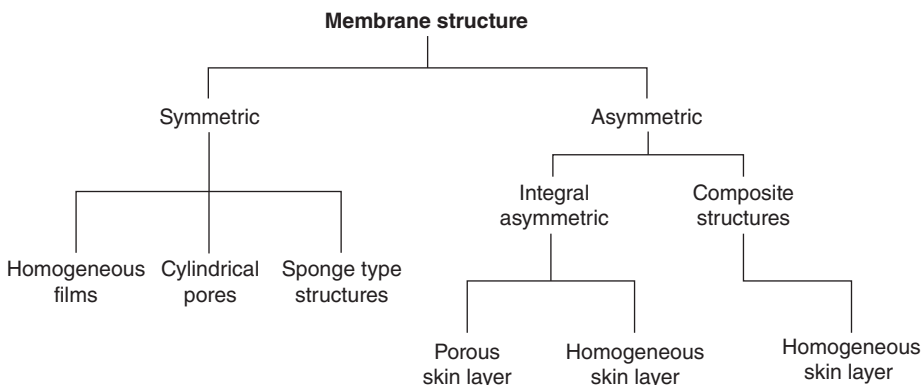 Membrane structure
Symmetric
Asymmetric
Integral
asymmetric
Composite
structures
Homogeneous
films
Cylindrical
pores
Sponge type
structures
Porous
skin layer
Homogeneous
skin layer
Homogeneous
skin layer